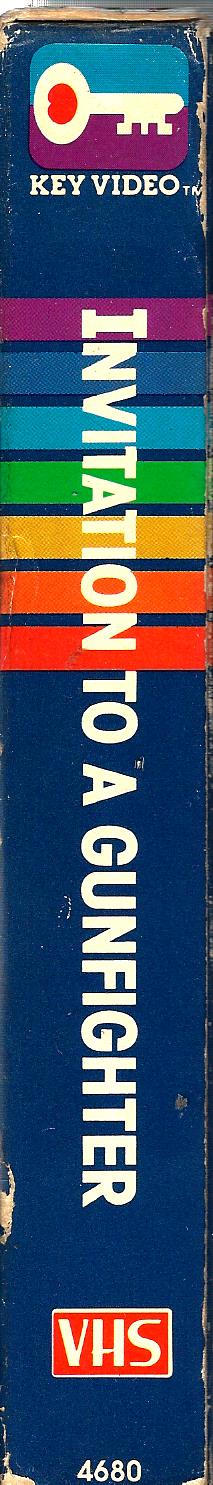 KEY VIDEO TM
INVITATION TO A GUNFIGHTER
VHS
4680